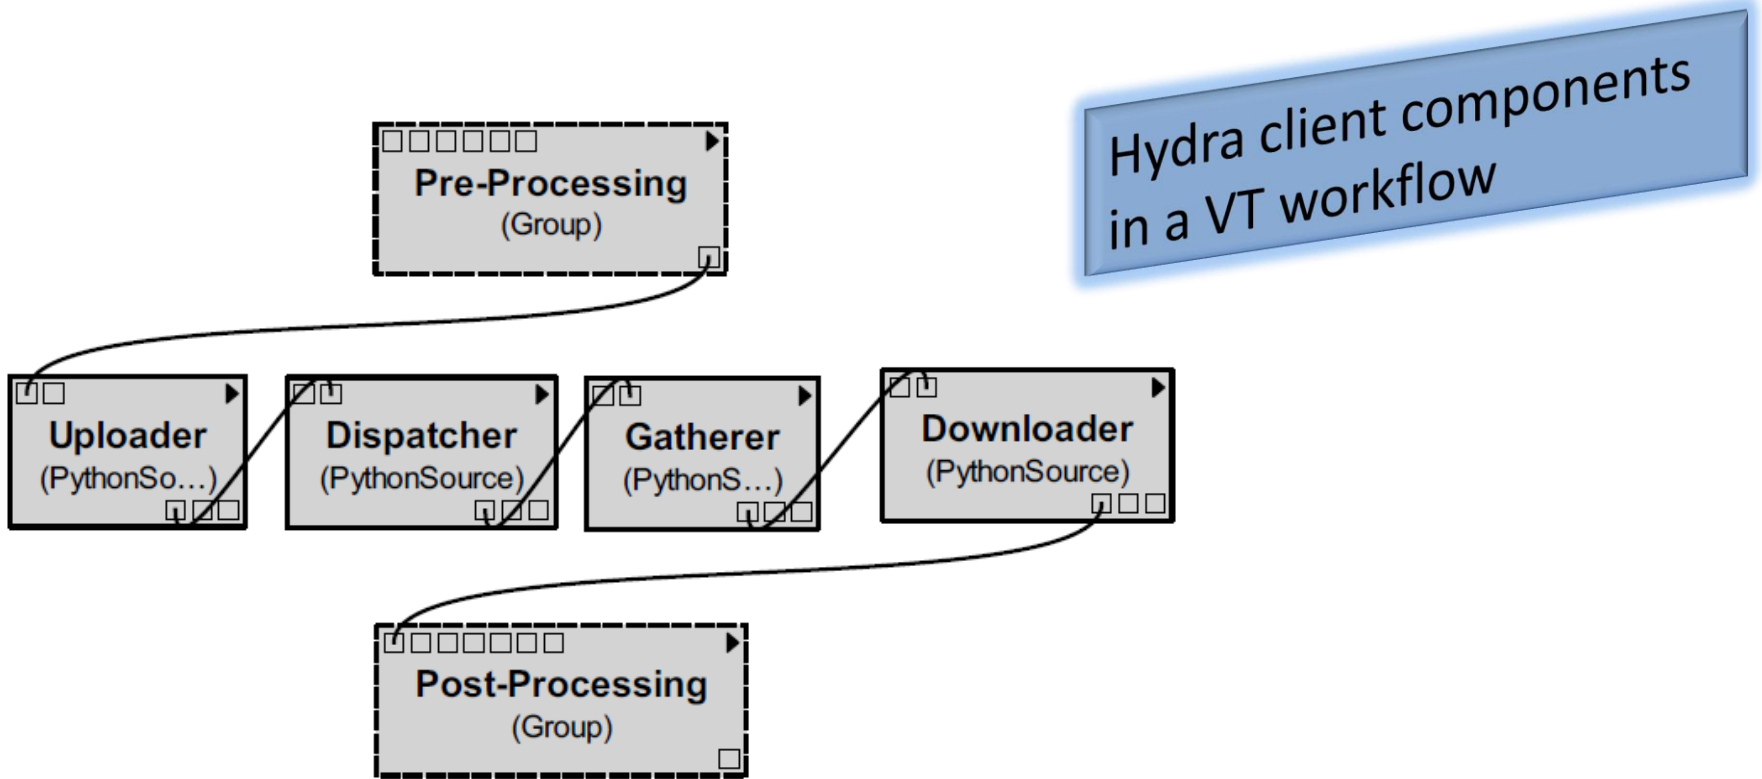 Hydra client components
in a VT workflow
Pre-Processing
(Group)
Uploader
(PythonSo...)
Dispatcher
(PythonSource)
Gatherer
(PythonS...)
Downloader
(PythonSource)
Post-Processing
(Group)